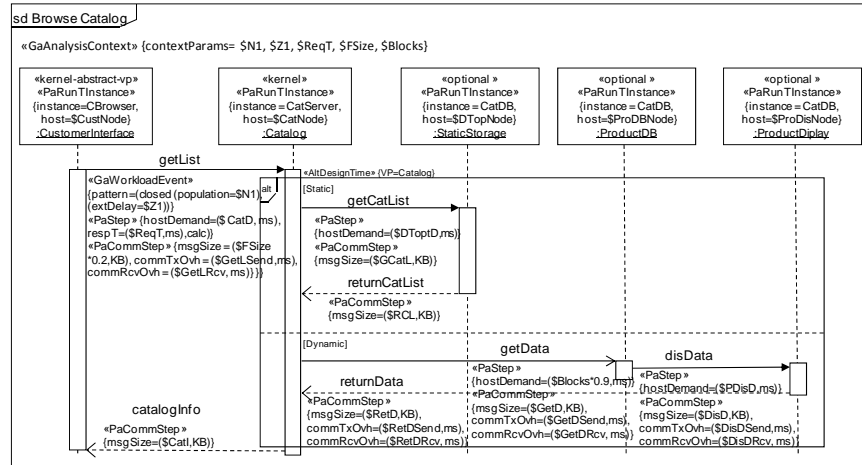 sd Browse Catalog
«GaAnalysisContext» {contextParams= $N1, $Z1, $ReqT, $FSize, $Blocks}
«kernel-abstract-vp»
«PaRunTInstance»
{instance=CBrowser,
host=$CustNode}
:CustomerInterface
«kernel»
«PaRunTInstance»
{instance=CatServer,
host=$CatNode}
:Catalog
«optional »
«PaRunTInstance»
{instance=CatDB,
host=$DTopNode}
:StaticStorage
«optional »
«PaRunTInstance»
{instance=CatDB,
host=$ProDBNode}
:ProductDB
«optional »
«PaRunTInstance»
{instance=CatDB,
host=$ProDisNode}
:ProductDiplay
getList
«GaWorkloadEvent»
{pattern=(closed(population=$N1),
(extDelay=$Z1))}
«PaStep» {hostDemand=($CatD,ms),
respT=($ReqT,ms),calc)}
«PaCommStep» {msgSize=($FSize
*0.2,KB), commTxOvh=($GetLSend,ms),
commRcvOvh=($GetLRcv, ms)}}}
«AltDesignTime» {VP=Catalog}
alt
[Static]
getCatList
«PaStep»
{hostDemand=($DToptD,ms)}
«PaCommStep»
{msgSize=($GCatL,KB)}
returnCatList
«PaCommStep»
{msgSize=($RCL,KB)}
[Dynamic]
getData
«PaStep»
{hostDemand=($Blocks*0.9,ms)}
«PaCommStep»
{msgSize=($GetD,KB),
commTxOvh=($GetDSend,ms),
commRcvOvh=($GetDRcv, ms)}
disData
«PaStep»
{hostDemand=($PDisD,ms)}
«PaCommStep»
{msgSize=($DisD,KB),
commTxOvh=($DisDSend,ms),
commRcvOvh=($DisDRcv, ms)}
returnData
«PaCommStep»
{msgSize=($RetD,KB),
commTxOvh=($RetDSend,ms),
commRcvOvh=($RetDRcv, ms)}
catalogInfo
«PaCommStep»
{msgSize=($CatI,KB)}